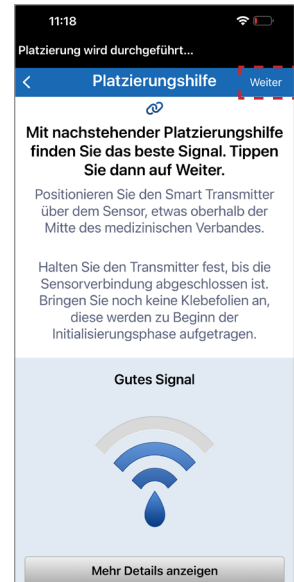 11:18
Platzierung wird durchgeführt...
Platzierungshilfe
Weiter
Mit nachstehender Platzierungshilfe
finden Sie das beste Signal. Tippen
Sie dann auf Weiter.
Positionieren Sie den Smart Transmitter
über dem Sensor, etwas oberhalb der
Mitte des medizinischen Verbandes.
Halten Sie den Transmitter fest, bis die
Sensorverbindung abgeschlossen ist.
Bringen Sie noch keine Klebefolien an,
diese werden zu Beginn der
Initialisierungsphase aufgetragen.
Gutes Signal
Mehr Details anzeigen